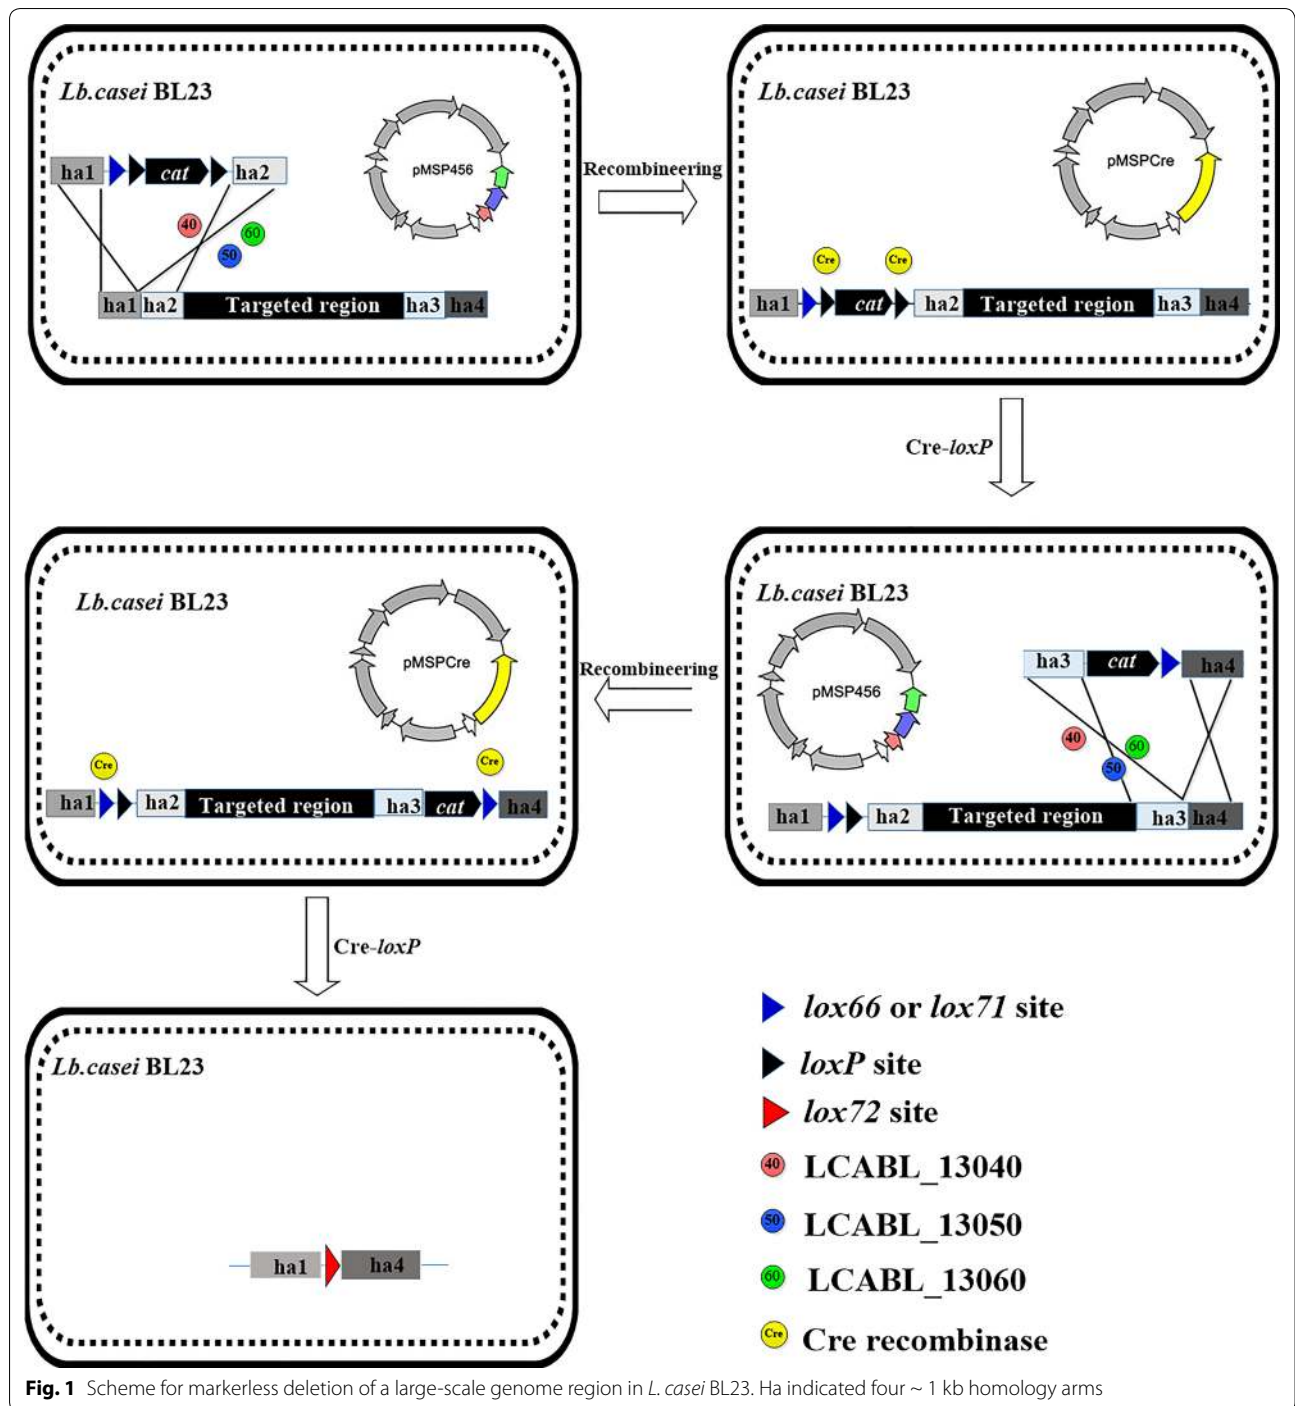 Lb.casei BL23
ha1 cat ha2
pMSP456
40
60
50
ha1 ha2 Targeted region ha3 ha4
Recombineering
Lb.casei BL23
pMSPCre
Cre Cre
ha1 cat ha2 Targeted region ha3 ha4
Cre-loxP
Lb.casei BL23
pMSP456
ha3 cat ha4
40
60
50
ha1 ha2 Targeted region ha3 ha4
Recombineering
Lb.casei BL23
pMSPCre
Cre Cre
ha1 ha2 Targeted region ha3 cat ha4
Cre-loxP
Lb.casei BL23
ha1 ha4
lox66 or lox71 site
loxP site
lox72 site
40 LCABL_13040
50 LCABL_13050
60 LCABL_13060
Cre Cre recombinase
Fig. 1 Scheme for markerless deletion of a large-scale genome region in L. casei BL23. Ha indicated four ~ 1 kb homology arms